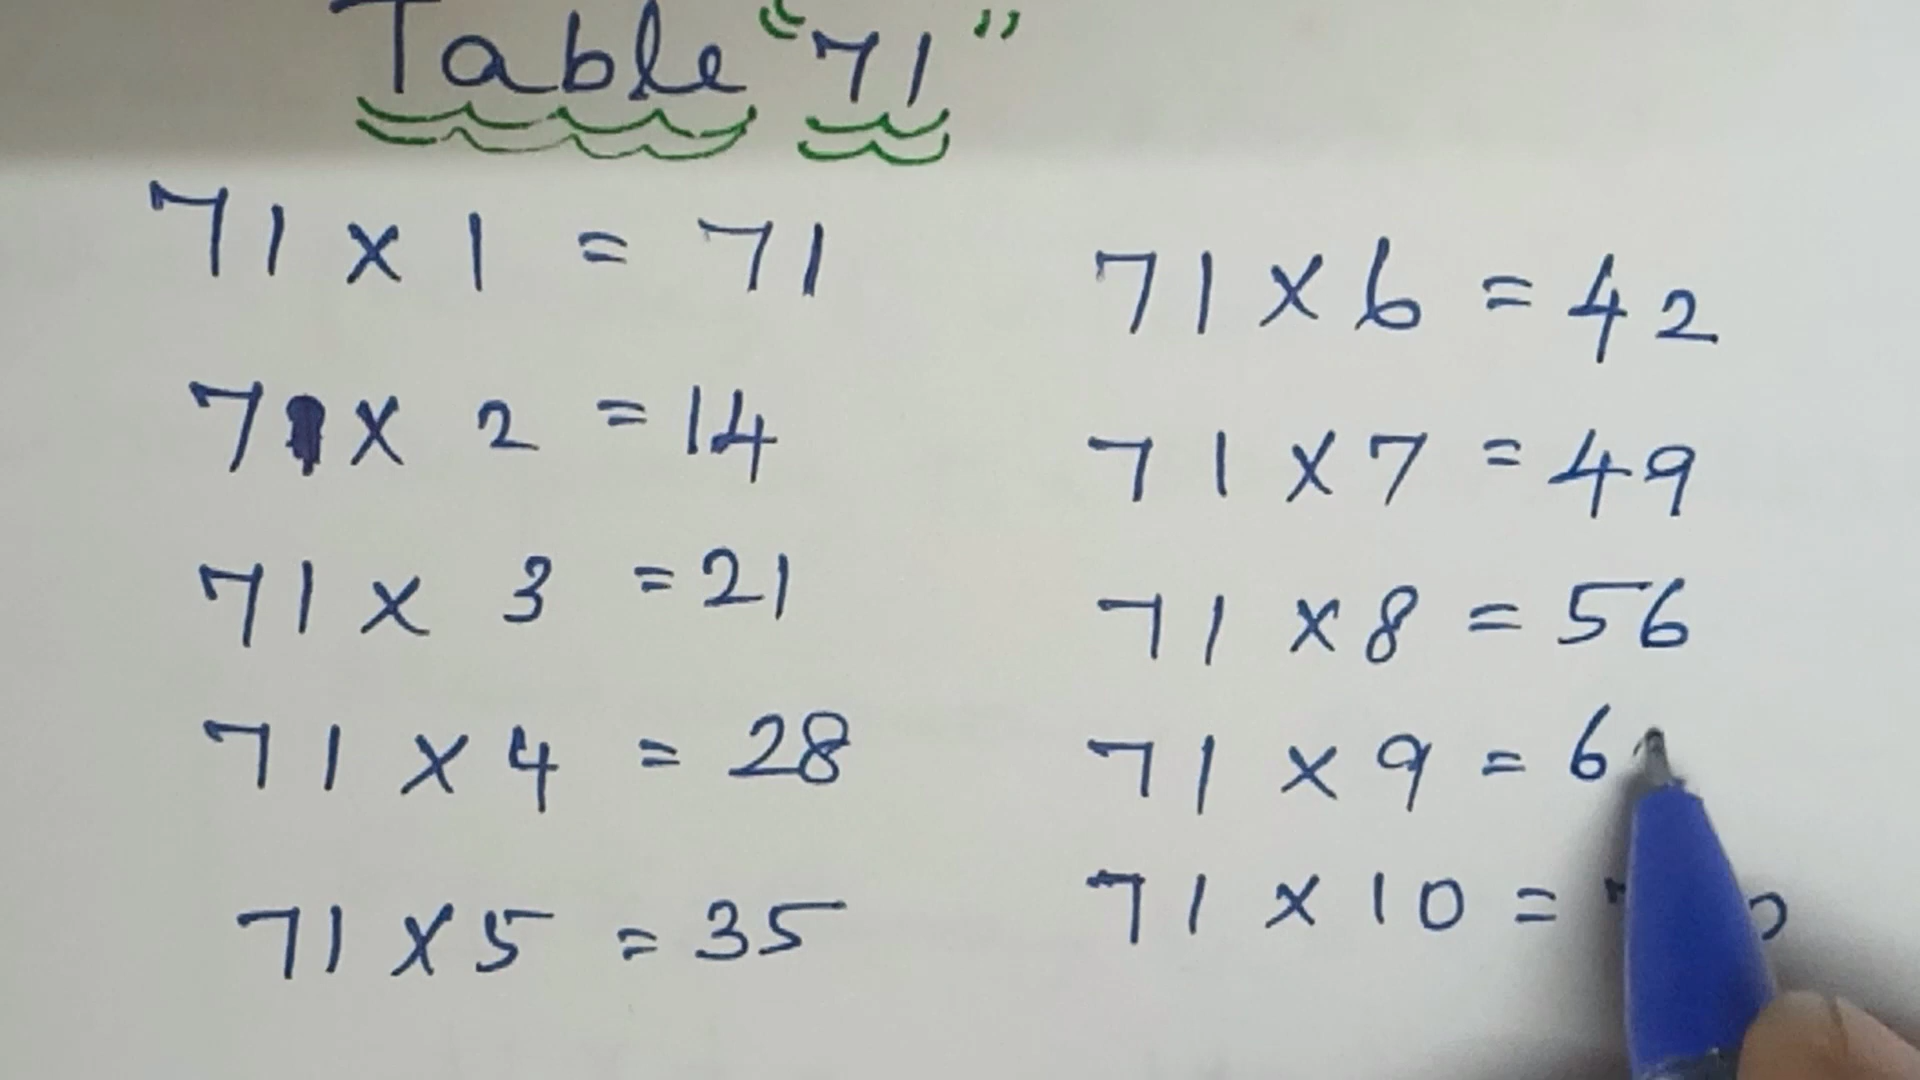 Table "71"
71 x 1 = 71
71 x 2 = 14
71 x 3 = 21
71 x 4 = 28
71 x 5 = 35
71 x 6 = 42
71 x 7 = 49
71 x 8 = 56
71 x 9 = 6
71 x 10 =